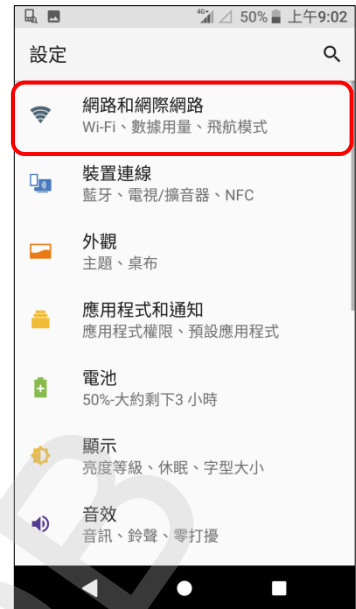 4G+ 50% 上午9:02
設定
網路和網際網路
Wi-Fi、數據用量、飛航模式
裝置連線
藍牙、電視/擴音器、NFC
外觀
主題、桌布
應用程式和通知
應用程式權限、預設應用程式
電池
50%-大約剩下3 小時
顯示
亮度等級、休眠、字型大小
音效
音訊、鈴聲、零打擾